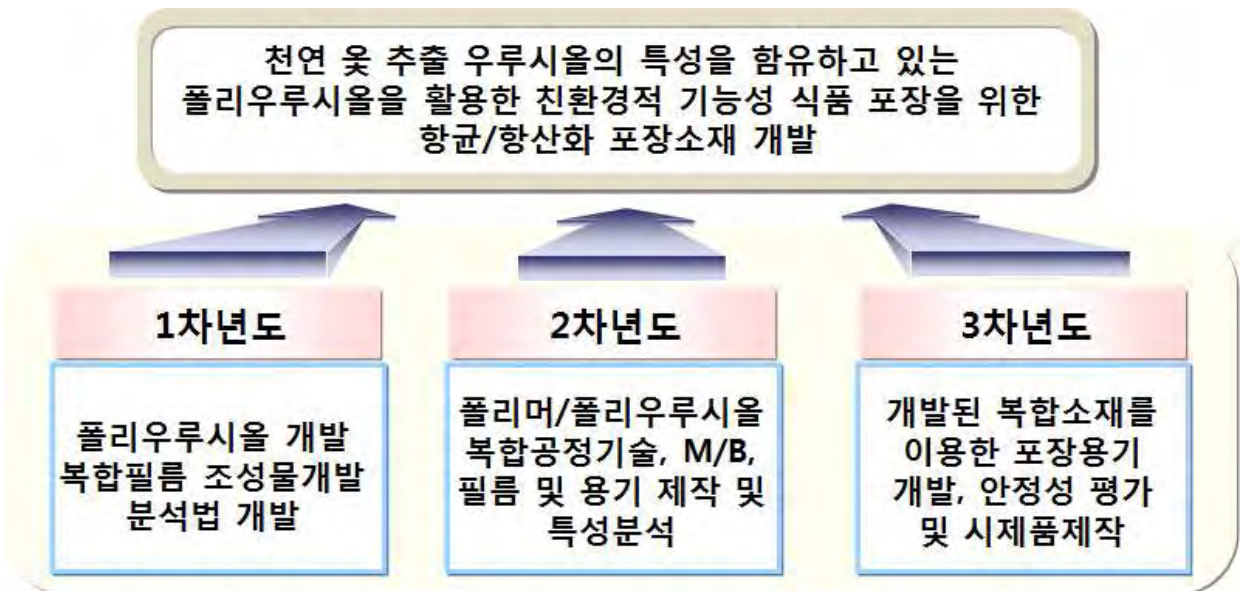 천연 옻 추출 우루시올의 특성을 함유하고 있는
폴리우루시올을 활용한 친환경적 기능성 식품 포장을 위한
항균/항산화 포장소재 개발
1차년도
폴리우루시올 개발
복합필름 조성물개발
분석법 개발
2차년도
폴리머/폴리우루시올
복합공정기술, M/B,
필름 및 용기 제작 및
특성분석
3차년도
개발된 복합소재를
이용한 포장용기
개발, 안정성 평가
및 시제품제작